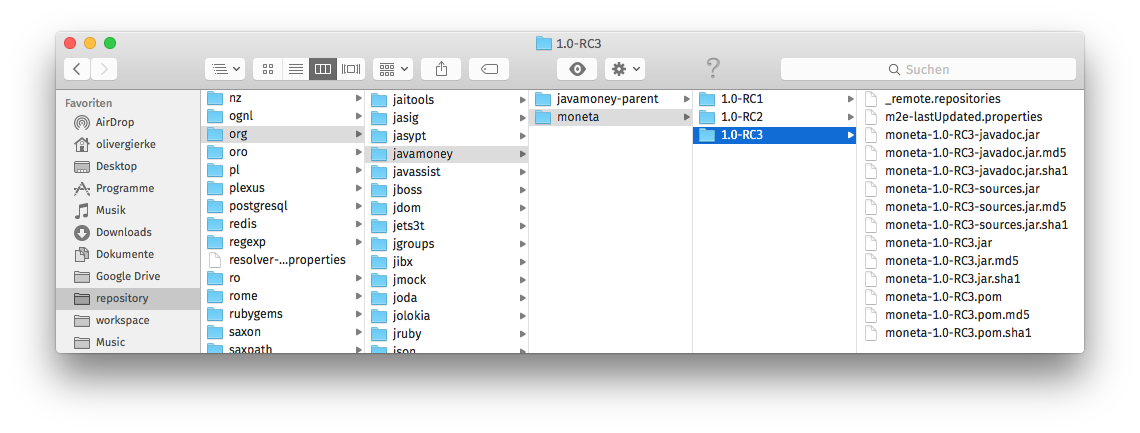 1.0-RC3
Suchen
Favoriten
AirDrop
olivergierke
Desktop
Programme
Musik
Downloads
Dokumente
Google Drive
repository
workspace
Music
nz
ognl
org
oro
pl
plexus
postgresql
redis
regexp
resolver-...properties
ro
rome
rubygems
saxon
saxpath
jaitools
jasig
jasypt
javamoney
javassist
jboss
jdom
jets3t
jgroups
jibx
jmock
joda
jolokia
jruby
json
javamoney-parent
moneta
1.0-RC1
1.0-RC2
1.0-RC3
_remote.repositories
m2e-lastUpdated.properties
moneta-1.0-RC3-javadoc.jar
moneta-1.0-RC3-javadoc.jar.md5
moneta-1.0-RC3-javadoc.jar.sha1
moneta-1.0-RC3-sources.jar
moneta-1.0-RC3-sources.jar.md5
moneta-1.0-RC3-sources.jar.sha1
moneta-1.0-RC3.jar
moneta-1.0-RC3.jar.md5
moneta-1.0-RC3.jar.sha1
moneta-1.0-RC3.pom
moneta-1.0-RC3.pom.md5
moneta-1.0-RC3.pom.sha1